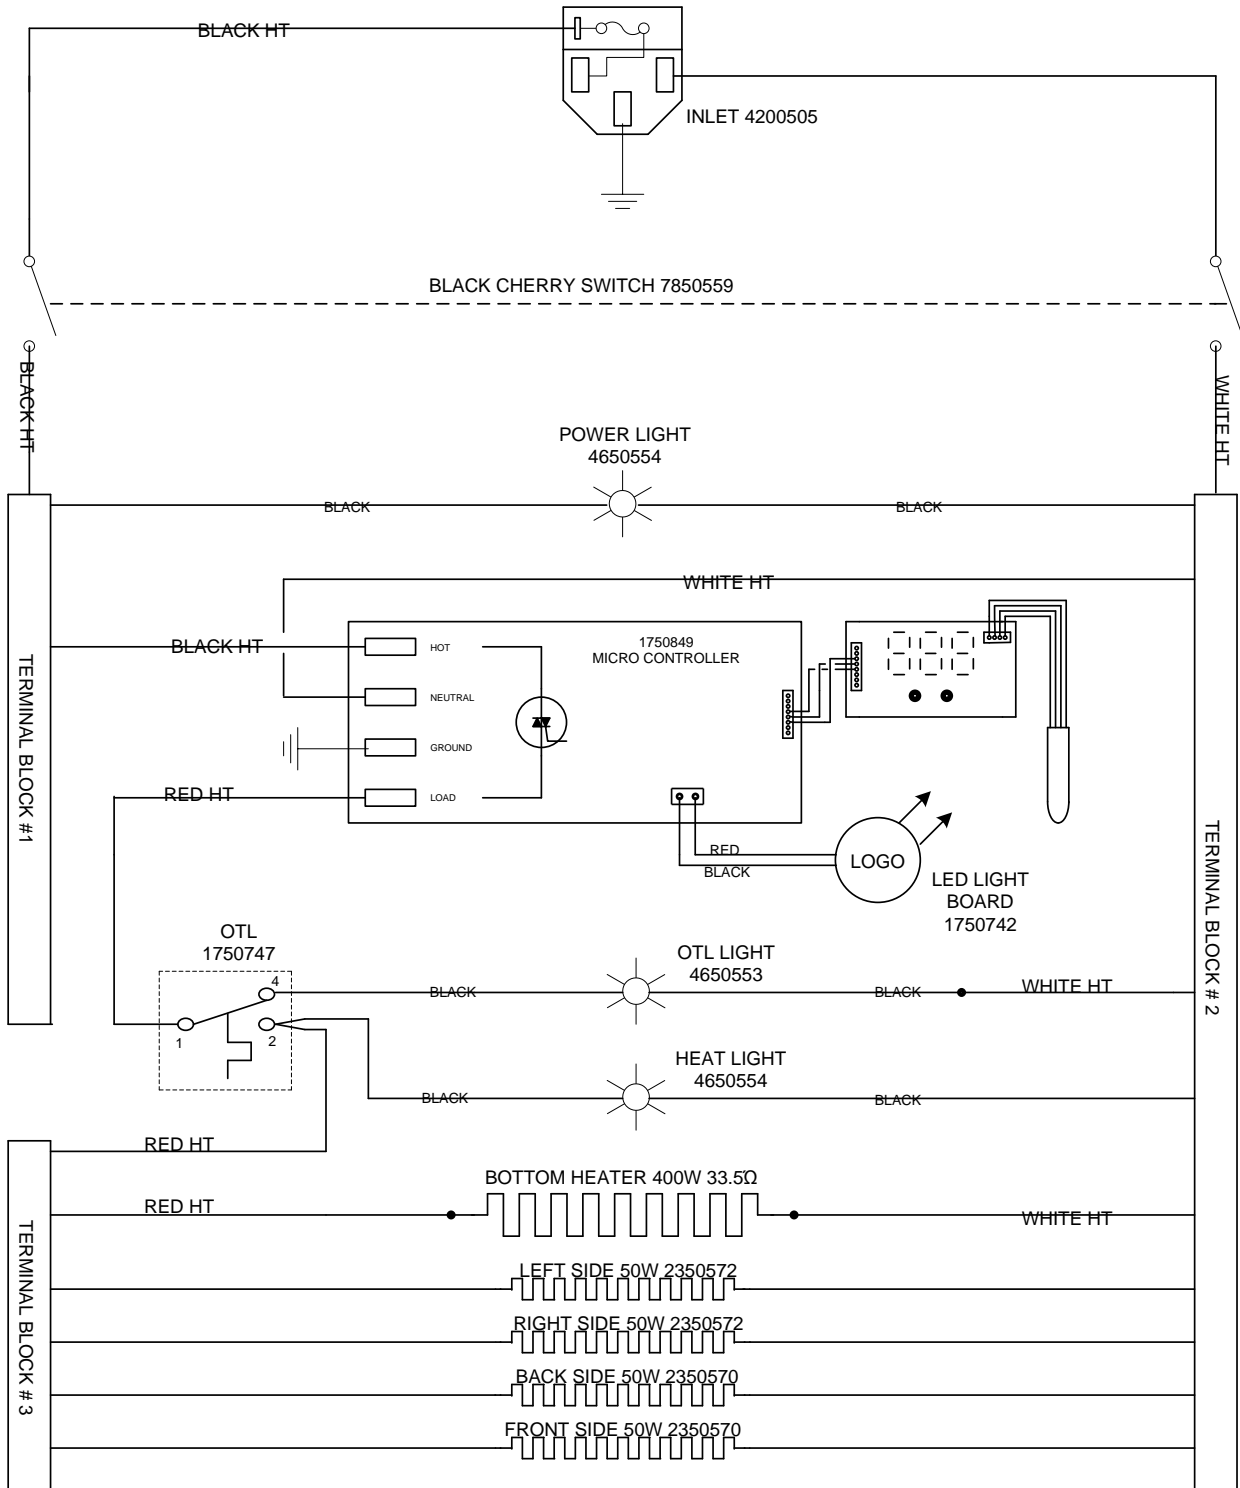 BLACK HT
INLET 4200505
BLACK CHERRY SWITCH 7850559
BLACK HT
WHITE HT
POWER LIGHT
4650554
BLACK
BLACK
WHITE HT
BLACK HT
HOT
1750849
MICRO CONTROLLER
NEUTRAL
GROUND
RED HT
LOAD
TERMINAL BLOCK #1
RED
BLACK
LOGO
LED LIGHT
BOARD
1750742
TERMINAL BLOCK # 2
OTL
1750747
4
1
2
OTL LIGHT
4650553
BLACK
BLACK
WHITE HT
HEAT LIGHT
4650554
BLACK
BLACK
RED HT
BOTTOM HEATER 400W 33.5Ω
RED HT
WHITE HT
TERMINAL BLOCK # 3
LEFT SIDE 50W 2350572
RIGHT SIDE 50W 2350572
BACK SIDE 50W 2350570
FRONT SIDE 50W 2350570